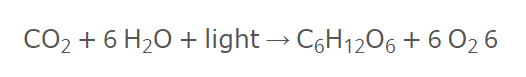 CO₂ + 6 H₂O + light → C₆H₁₂O₆ + 6 O₂ 6